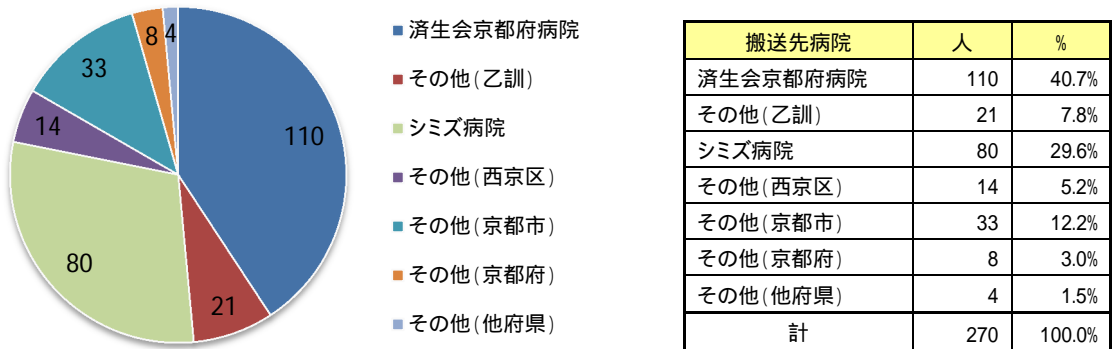 110
21
80
14
33
8
4
済生会京都府病院
その他(乙訓)
シミズ病院
その他(西京区)
その他(京都市)
その他(京都府)
その他(他府県)
搬送先病院 人 %
済生会京都府病院 110 40.7%
その他(乙訓) 21 7.8%
シミズ病院 80 29.6%
その他(西京区) 14 5.2%
その他(京都市) 33 12.2%
その他(京都府) 8 3.0%
その他(他府県) 4 1.5%
計 270 100.0%